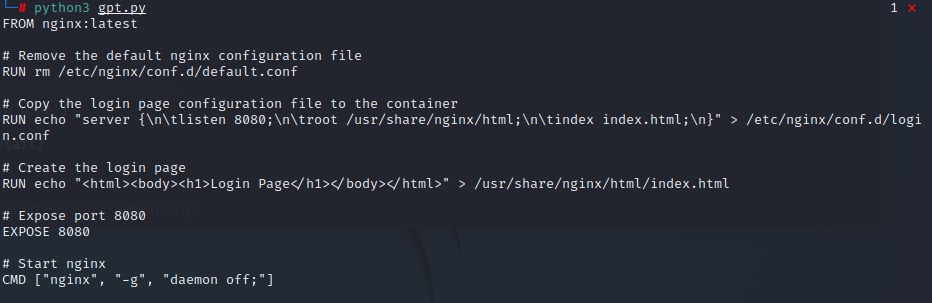 └─# python3 gpt.py 1 ⨯
FROM nginx:latest
# Remove the default nginx configuration file
RUN rm /etc/nginx/conf.d/default.conf
# Copy the login page configuration file to the container
RUN echo "server {\n\tlisten 8080;\n\troot /usr/share/nginx/html;\n\tindex index.html;\n}" > /etc/nginx/conf.d/logi
n.conf
# Create the login page
RUN echo "<html><body><h1>Login Page</h1></body></html>" > /usr/share/nginx/html/index.html
# Expose port 8080
EXPOSE 8080
# Start nginx
CMD ["nginx", "-g", "daemon off;"]